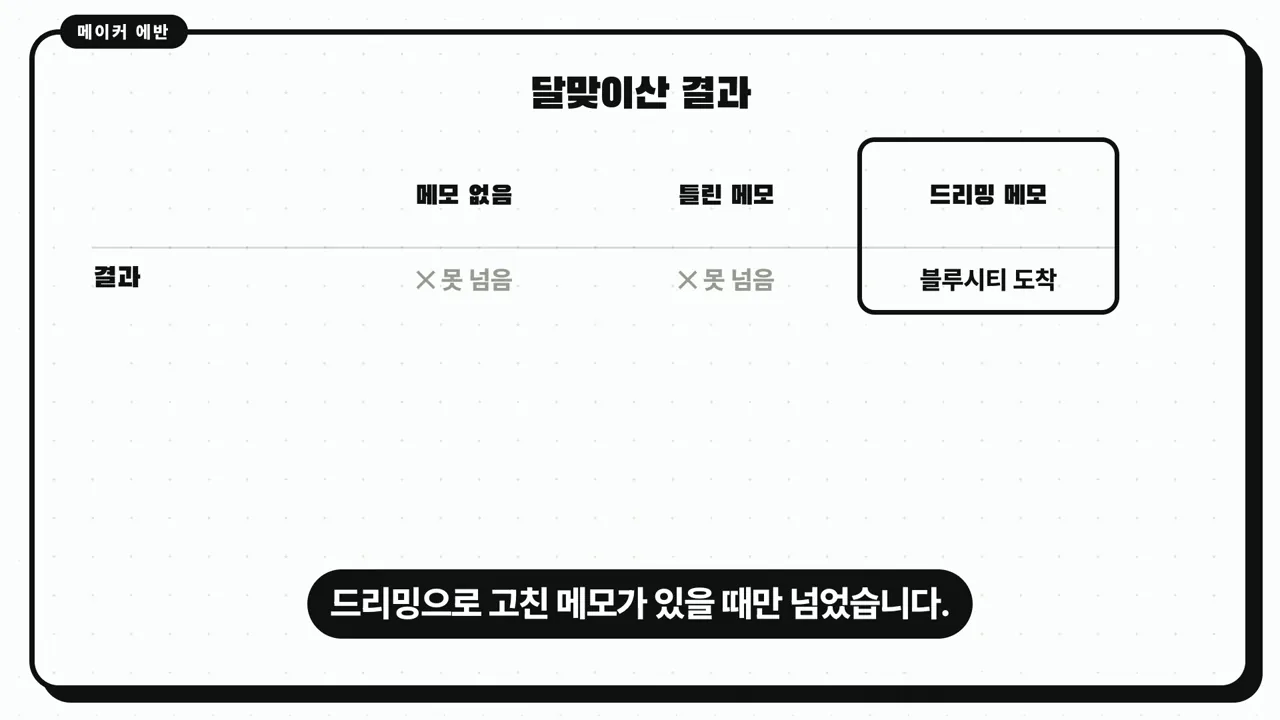 메이커 에반
달맞이산 결과
메모 없음 틀린 메모 드리밍 메모
결과 × 못 넘음 × 못 넘음 블루시티 도착
드리밍으로 고친 메모가 있을 때만 넘었습니다.